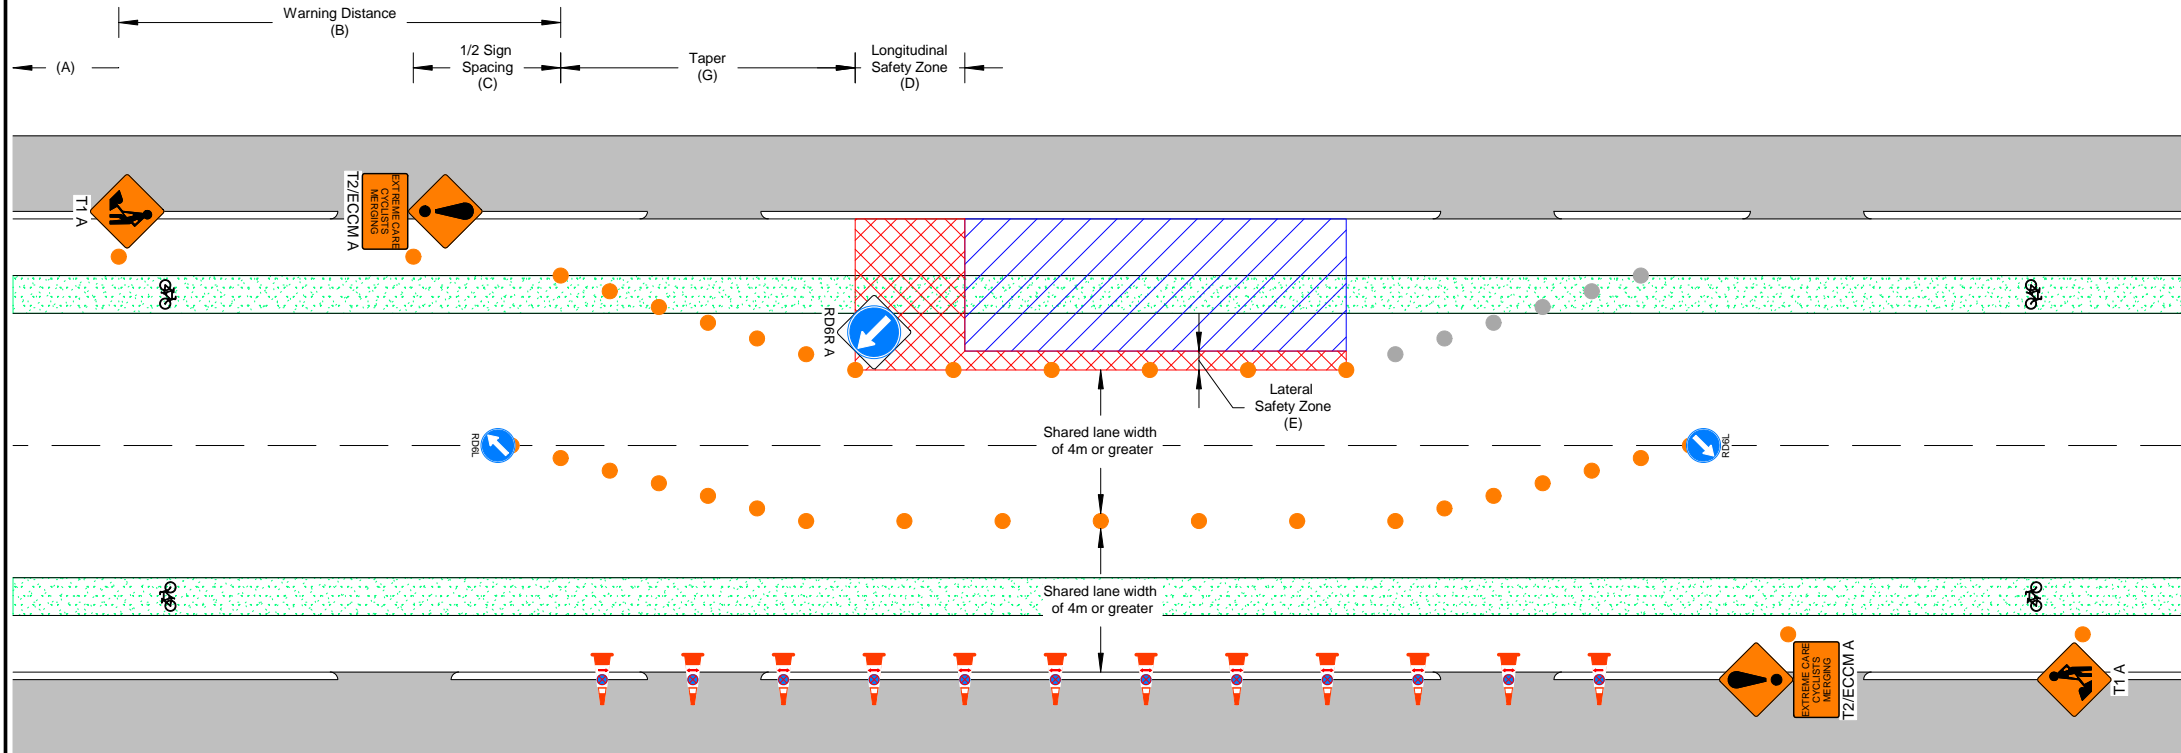 Warning Distance
(B)
(A)
1/2 Sign
Spacing
(C)
Taper
(G)
Longitudinal
Safety Zone
(D)
T1 A
T2/ECCM A
EXTREME CARE
CYCLISTS
MERGING
RD6R A
Lateral
Safety Zone
(E)
Shared lane width
of 4m or greater
RD6L
RD6L
Shared lane width
of 4m or greater
EXTREME CARE
CYCLISTS
MERGING
T2/ECCM A
T1 A